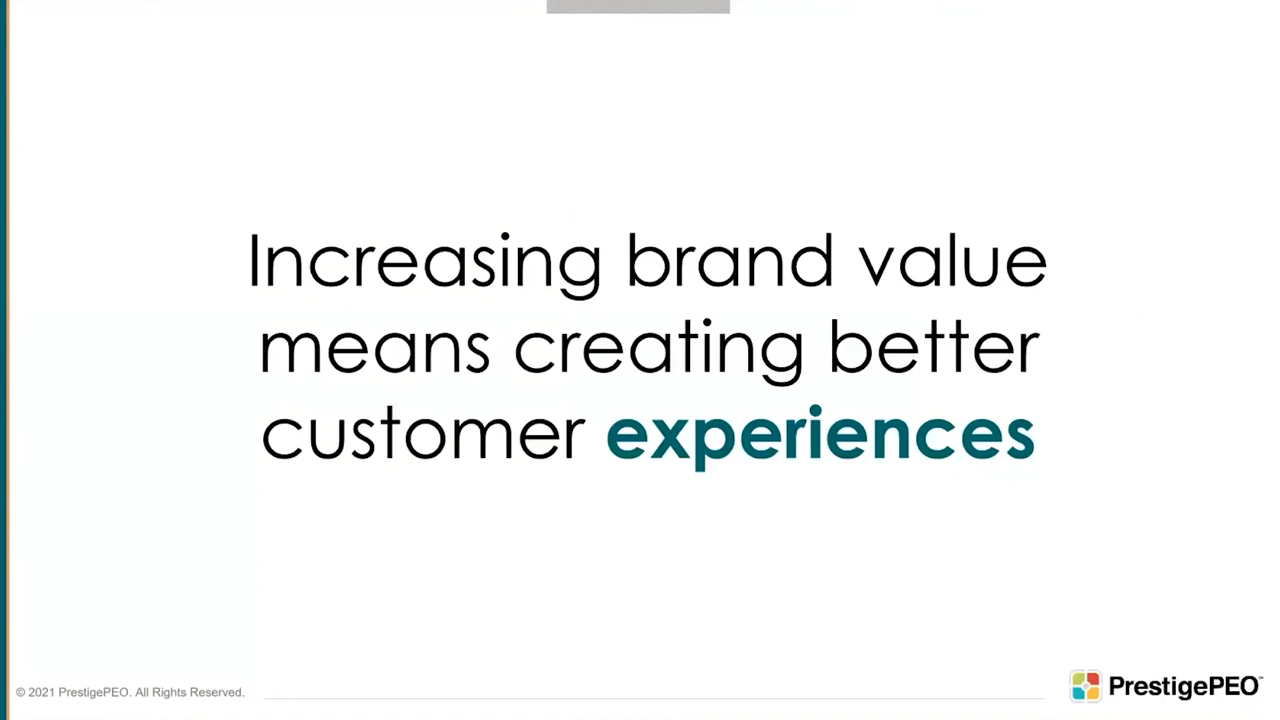 Increasing brand value
means creating better
customer experiences
© 2021 PrestigePEO. All Rights Reserved.
PrestigePEO™